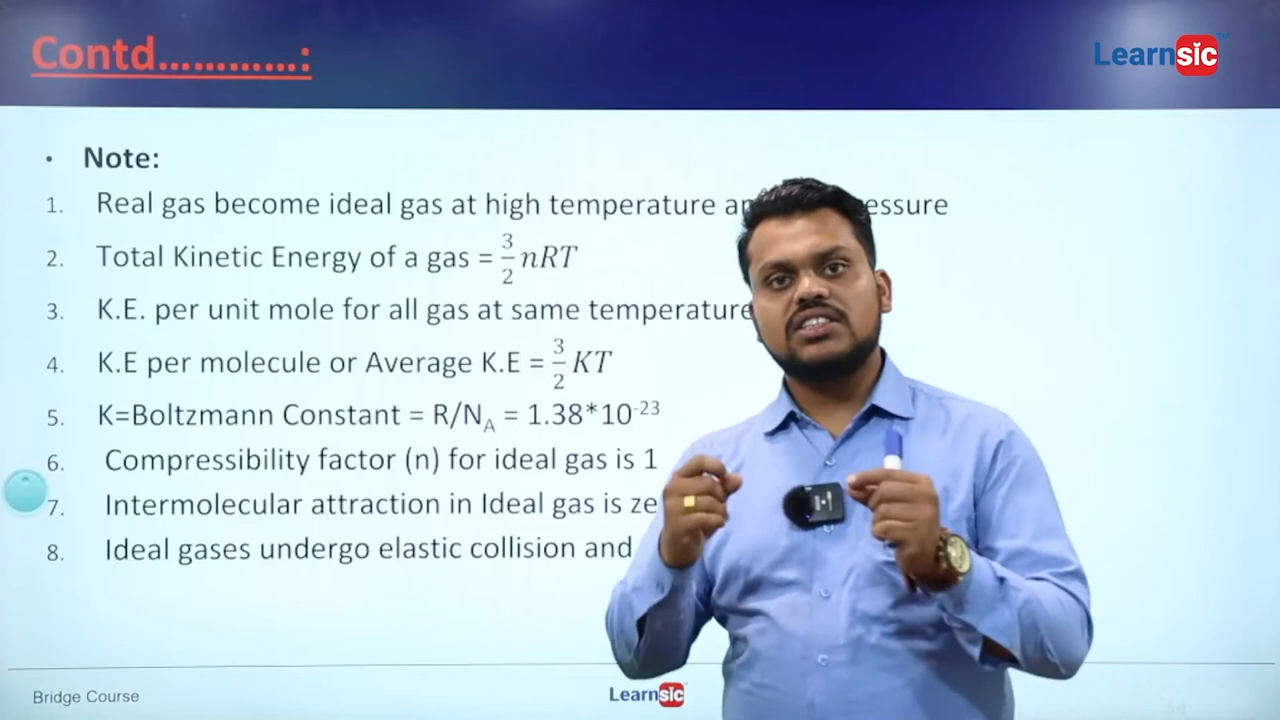 Contd............:
Learnsic™
• Note:
1. Real gas become ideal gas at high temperature
2. Total Kinetic Energy of a gas = 3/2 nRT
3. K.E. per unit mole for all gas at same temperature
4. K.E per molecule or Average K.E = 3/2 KT
5. K=Boltzmann Constant = R/N_A = 1.38*10^-23
6. Compressibility factor (n) for ideal gas is 1
7. Intermolecular attraction in Ideal gas is
8. Ideal gases undergo elastic collision and
Bridge Course
Learnsic